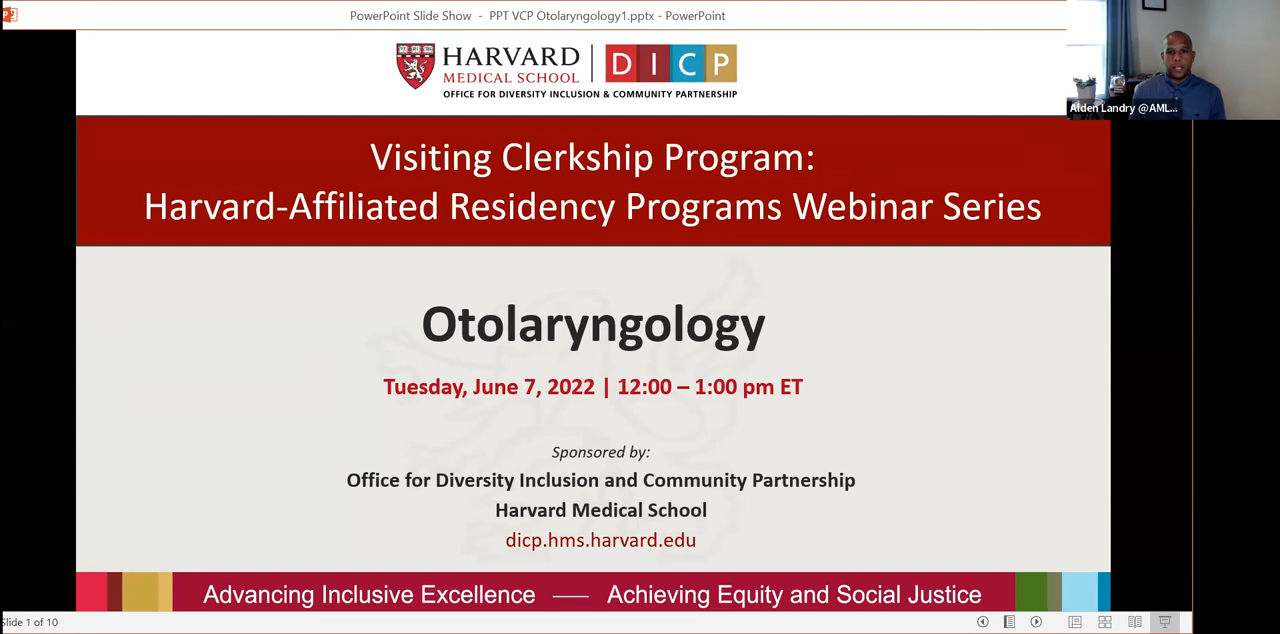 PowerPoint Slide Show - PPT VCP Otolaryngology1.pptx - PowerPoint
HARVARD
MEDICAL SCHOOL
DICP
OFFICE FOR DIVERSITY INCLUSION & COMMUNITY PARTNERSHIP
Alden Landry @AML...
Visiting Clerkship Program:
Harvard-Affiliated Residency Programs Webinar Series
Otolaryngology
Tuesday, June 7, 2022 | 12:00 – 1:00 pm ET
Sponsored by:
Office for Diversity Inclusion and Community Partnership
Harvard Medical School
dicp.hms.harvard.edu
Advancing Inclusive Excellence — Achieving Equity and Social Justice
Slide 1 of 10